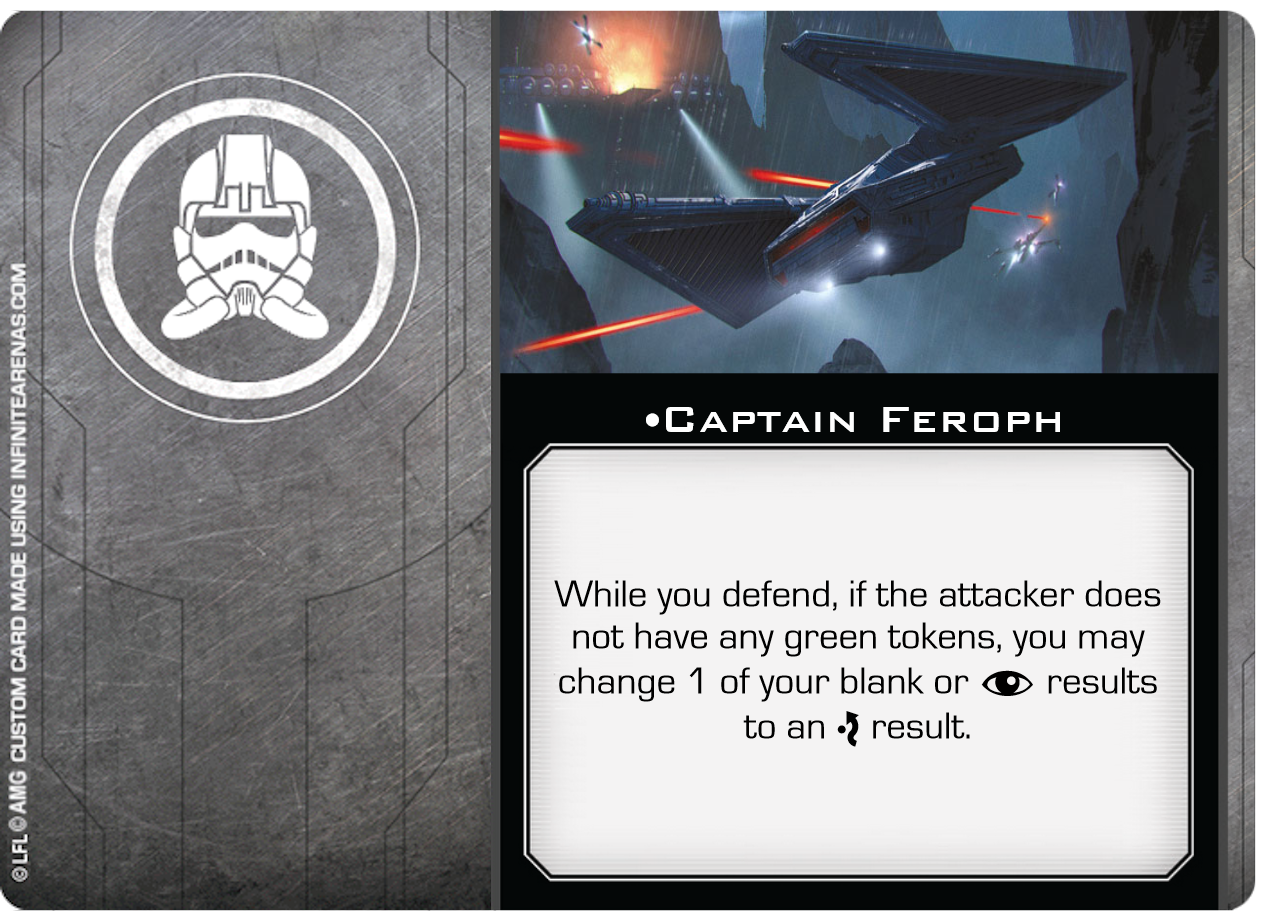 ©LFL ©AMG CUSTOM CARD MADE USING INFINITEARENAS.COM
•Captain Feroph
While you defend, if the attacker does
not have any green tokens, you may
change 1 of your blank or results
to an result.